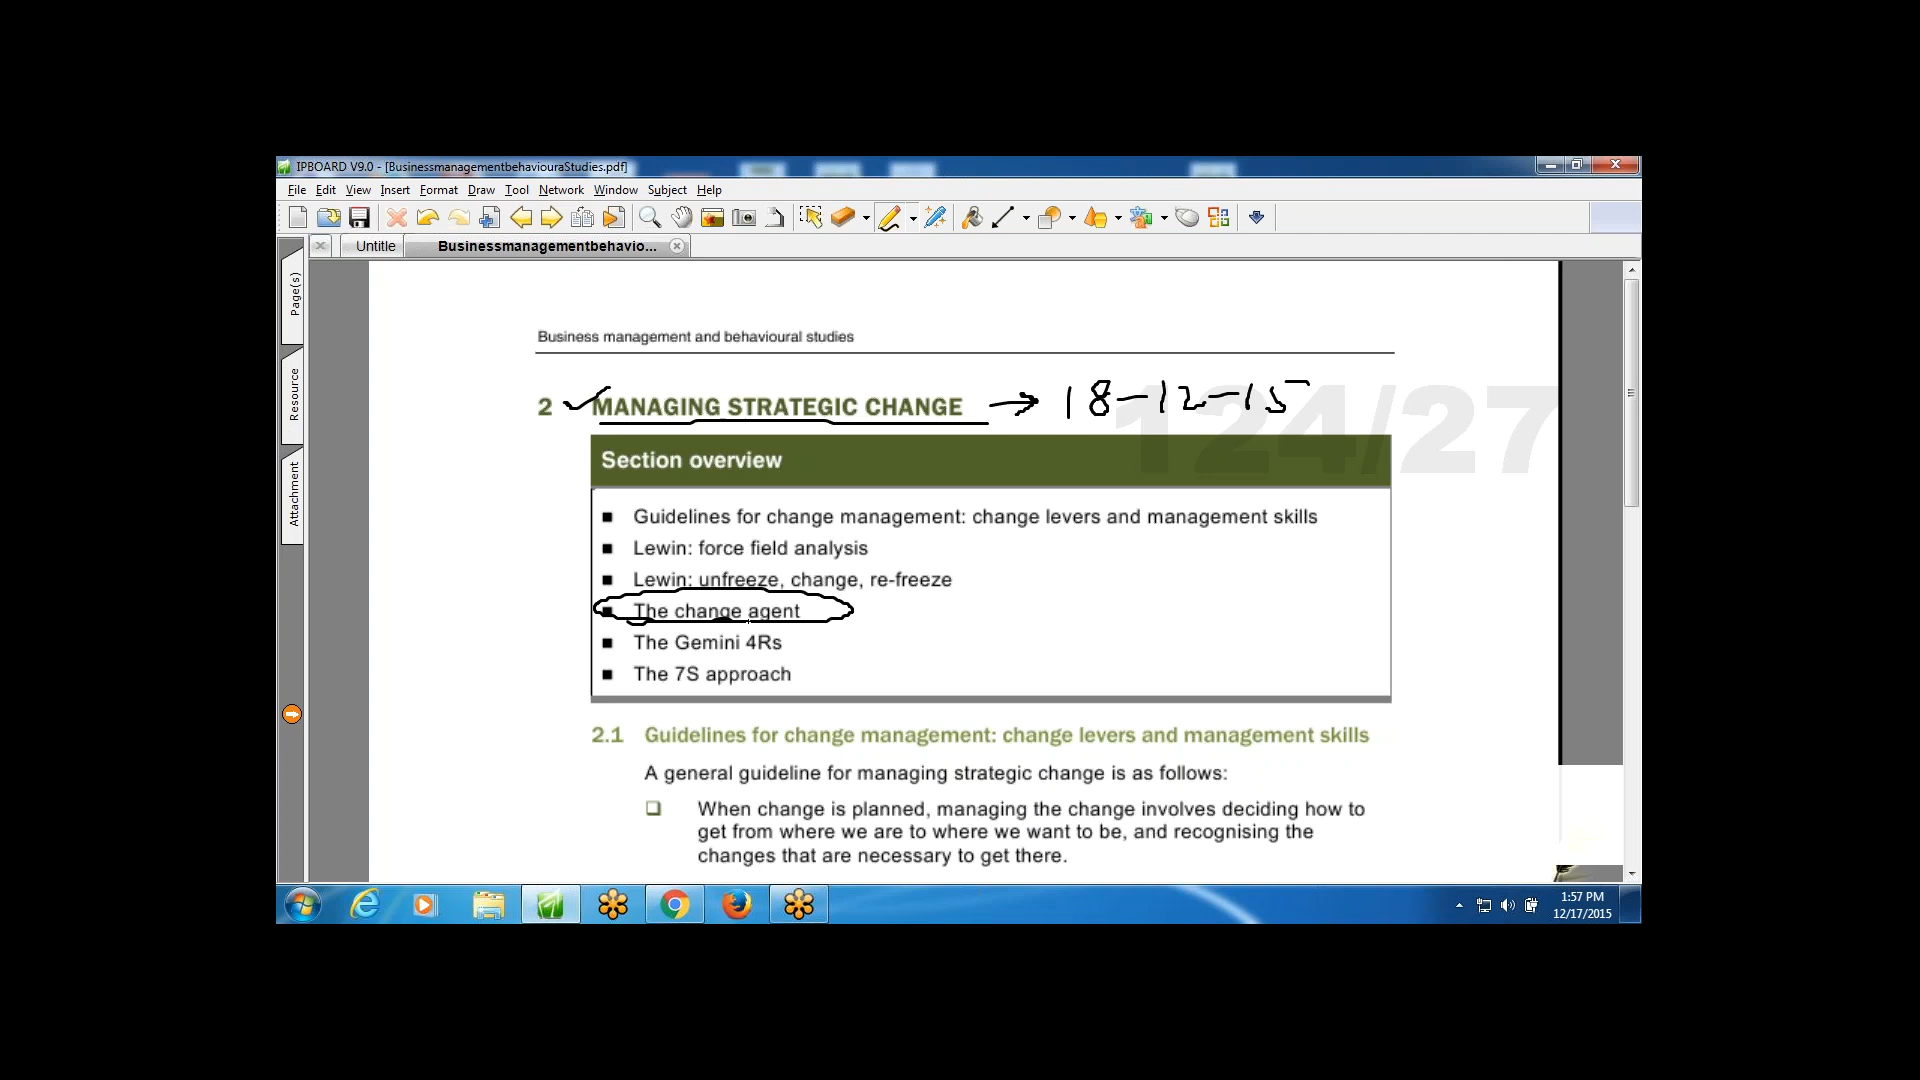 IPBOARD V9.0 - [BusinessmanagementbehaviouraStudies.pdf]
File Edit View Insert Format Draw Tool Network Window Subject Help
Untitle Businessmanagementbehavio...
Page(s)
Resource
Attachment
Business management and behavioural studies
2 MANAGING STRATEGIC CHANGE → 18-12-15
124/27
Section overview
■ Guidelines for change management: change levers and management skills
■ Lewin: force field analysis
■ Lewin: unfreeze, change, re-freeze
■ The change agent
■ The Gemini 4Rs
■ The 7S approach
2.1 Guidelines for change management: change levers and management skills
A general guideline for managing strategic change is as follows:
❑ When change is planned, managing the change involves deciding how to
get from where we are to where we want to be, and recognising the
changes that are necessary to get there.
1:57 PM
12/17/2015